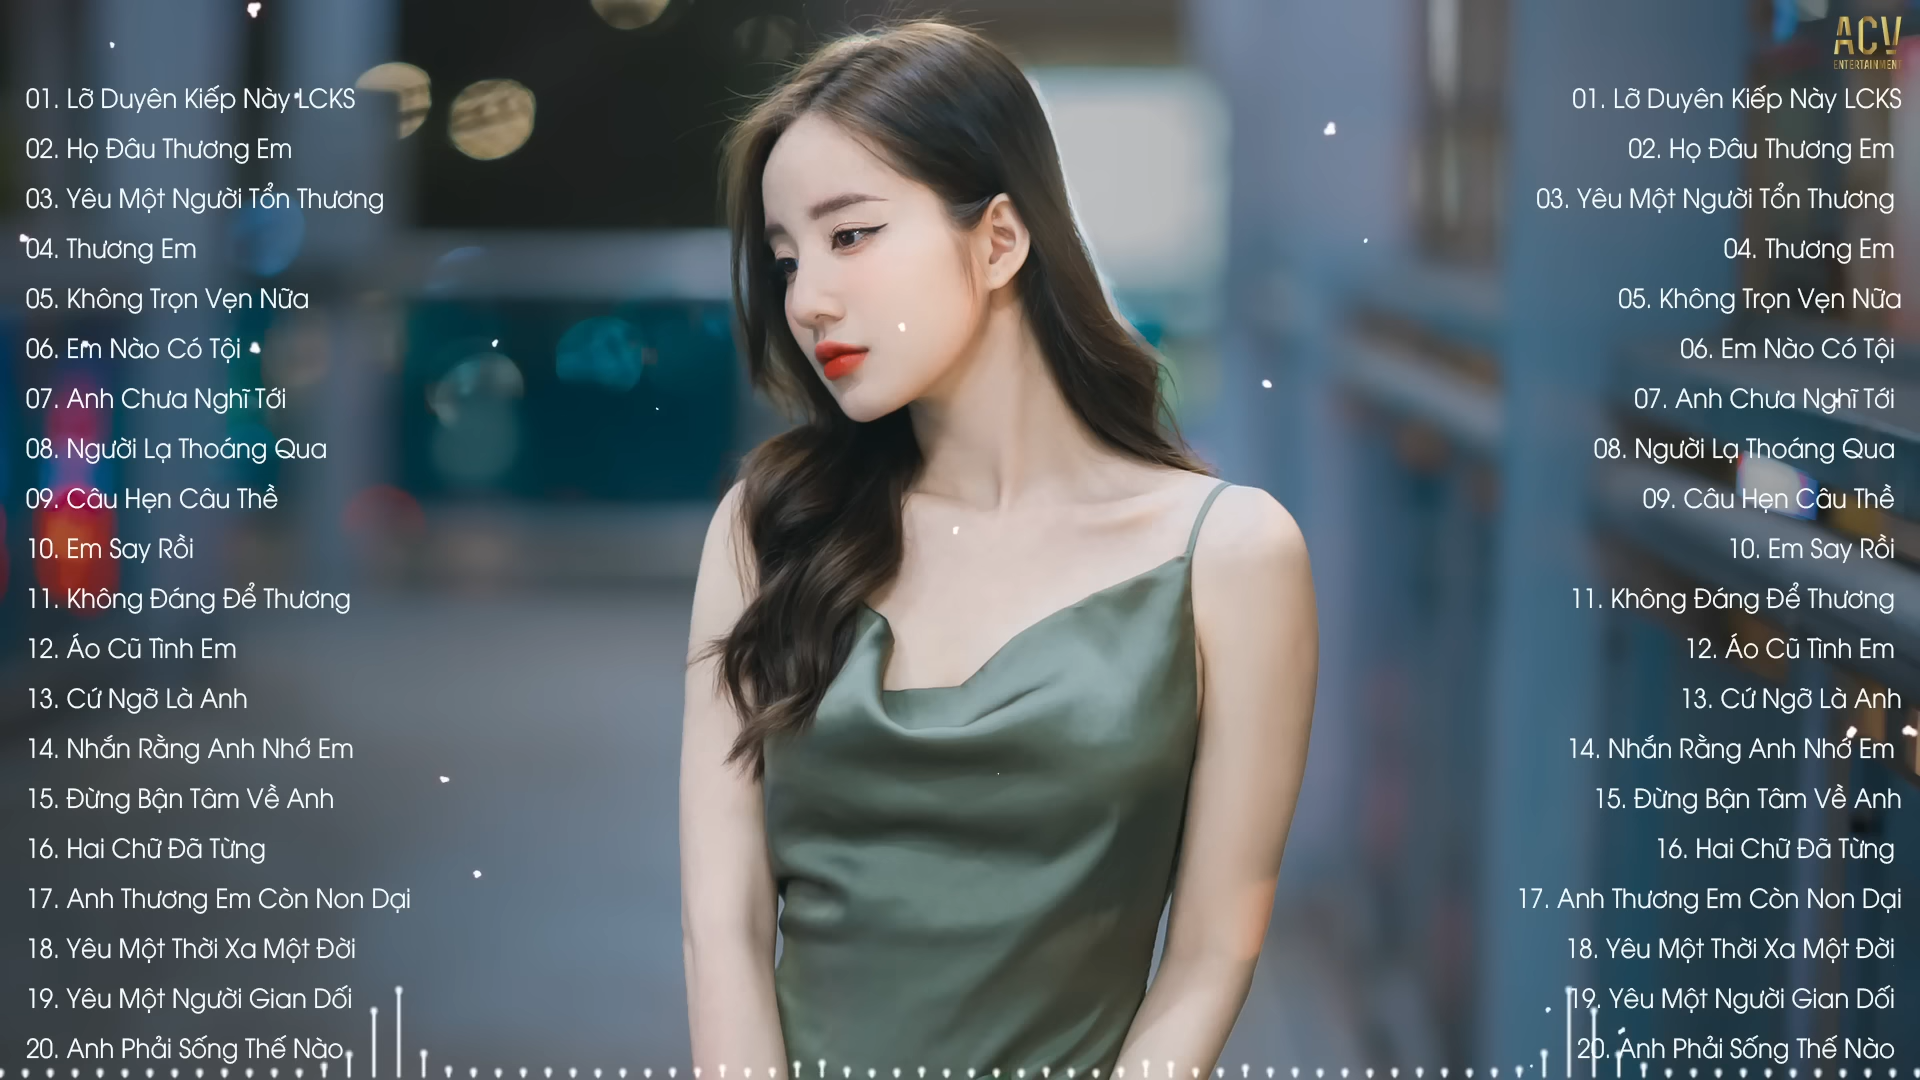 ACV
ENTERTAINMENT
01. Lỡ Duyên Kiếp Này LCKS
02. Họ Đâu Thương Em
03. Yêu Một Người Tổn Thương
04. Thương Em
05. Không Trọn Vẹn Nữa
06. Em Nào Có Tội
07. Anh Chưa Nghĩ Tới
08. Người Lạ Thoáng Qua
09. Câu Hẹn Câu Thề
10. Em Say Rồi
11. Không Đáng Để Thương
12. Áo Cũ Tình Em
13. Cứ Ngỡ Là Anh
14. Nhắn Rằng Anh Nhớ Em
15. Đừng Bận Tâm Về Anh
16. Hai Chữ Đã Từng
17. Anh Thương Em Còn Non Dại
18. Yêu Một Thời Xa Một Đời
19. Yêu Một Người Gian Dối
20. Anh Phải Sống Thế Nào
01. Lỡ Duyên Kiếp Này LCKS
02. Họ Đâu Thương Em
03. Yêu Một Người Tổn Thương
04. Thương Em
05. Không Trọn Vẹn Nữa
06. Em Nào Có Tội
07. Anh Chưa Nghĩ Tới
08. Người Lạ Thoáng Qua
09. Câu Hẹn Câu Thề
10. Em Say Rồi
11. Không Đáng Để Thương
12. Áo Cũ Tình Em
13. Cứ Ngỡ Là Anh
14. Nhắn Rằng Anh Nhớ Em
15. Đừng Bận Tâm Về Anh
16. Hai Chữ Đã Từng
17. Anh Thương Em Còn Non Dại
18. Yêu Một Thời Xa Một Đời
19. Yêu Một Người Gian Dối
20. Anh Phải Sống Thế Nào